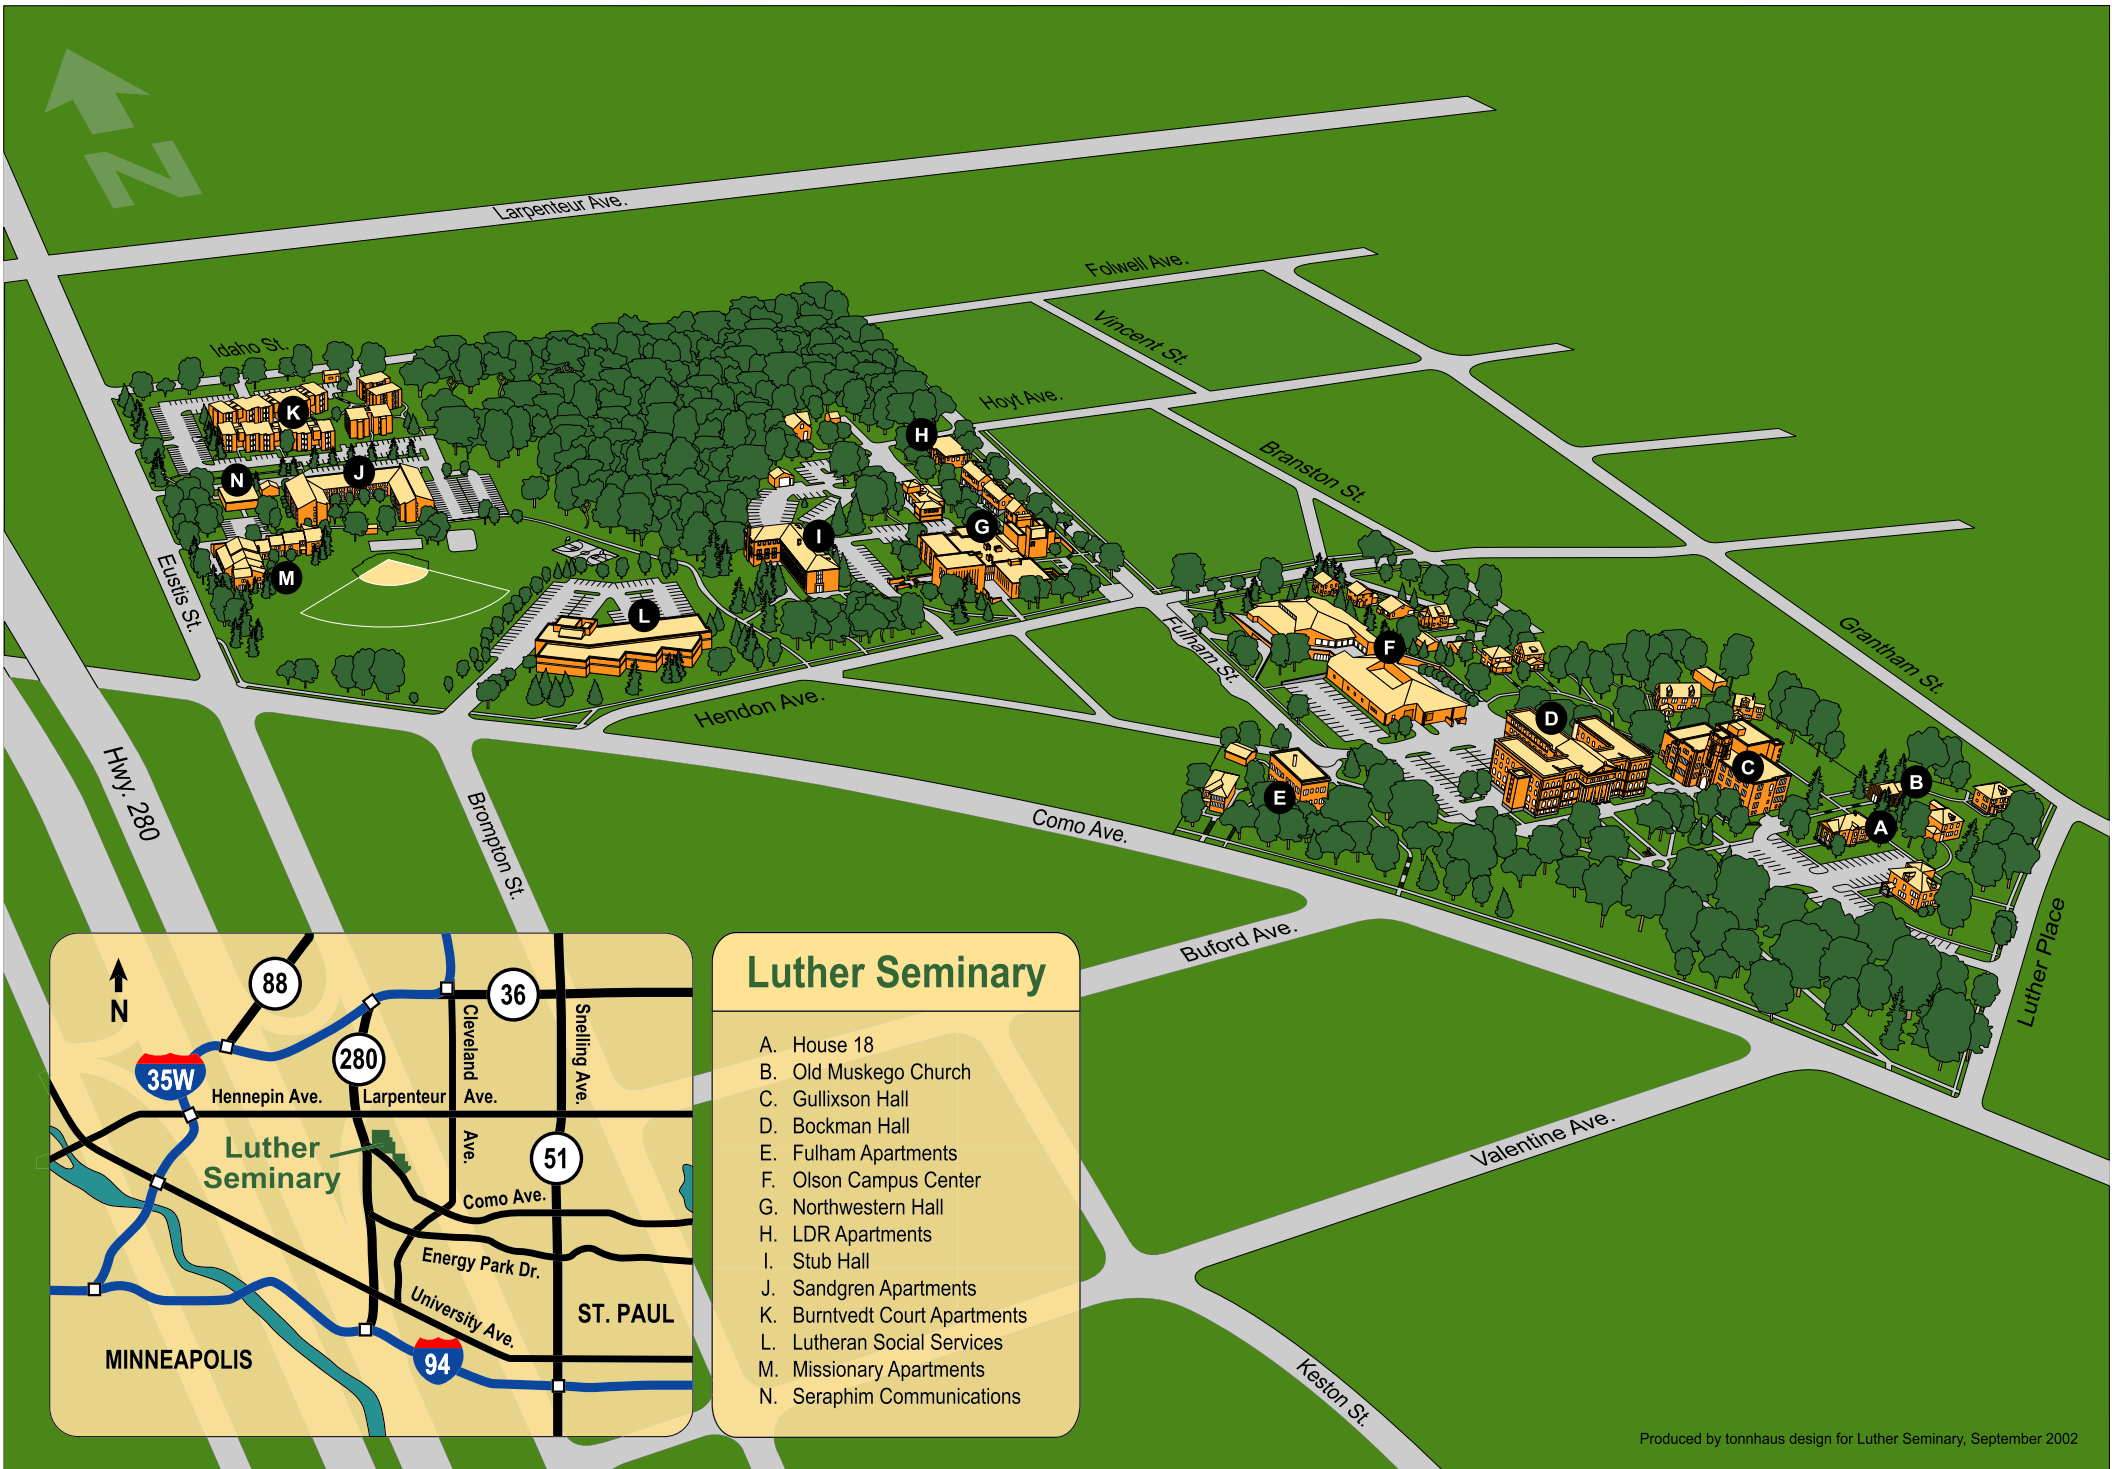 N
Larpenteur Ave.
Folwell Ave.
Vincent St.
Idaho St.
Hoyt Ave.
K
H
Branston St.
J
N
G
I
Eustis St.
M
L
Fulham St.
F
Grantham St.
Hendon Ave.
D
Hwy. 280
C
B
E
A
Brompton St.
Como Ave.
Buford Ave.
Luther Place
Valentine Ave.
Keston St.
N
88
36
Cleveland Ave.
Snelling Ave.
280
35W
Hennepin Ave.
Larpenteur Ave.
Luther
Seminary
51
Como Ave.
Energy Park Dr.
University Ave.
ST. PAUL
MINNEAPOLIS
94
Luther Seminary
A. House 18
B. Old Muskego Church
C. Gullixson Hall
D. Bockman Hall
E. Fulham Apartments
F. Olson Campus Center
G. Northwestern Hall
H. LDR Apartments
I. Stub Hall
J. Sandgren Apartments
K. Burntvedt Court Apartments
L. Lutheran Social Services
M. Missionary Apartments
N. Seraphim Communications
Produced by tonnhaus design for Luther Seminary, September 2002